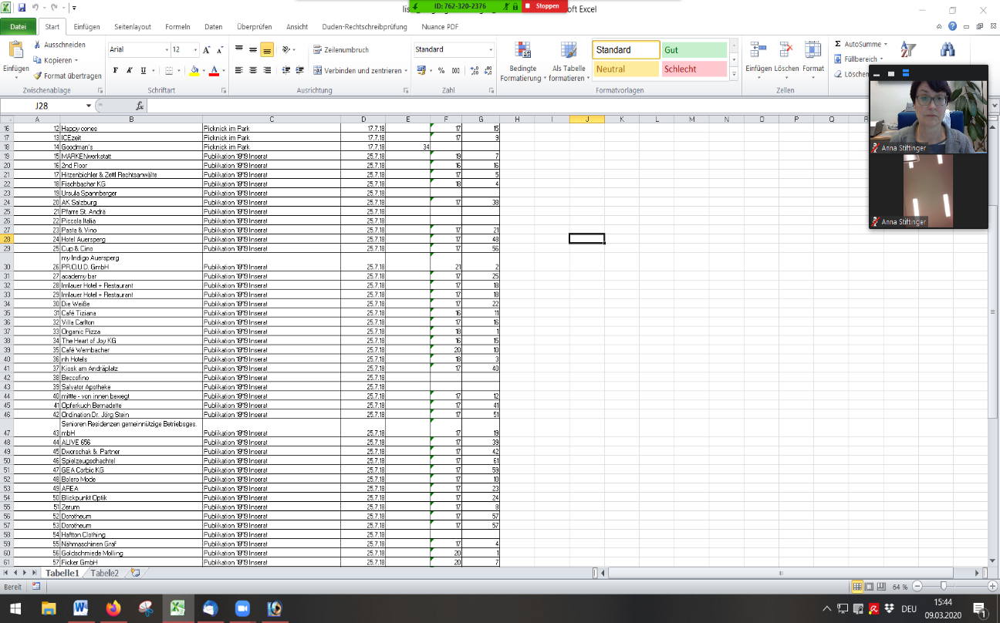 ID: 762-320-2376 Stoppen
oft Excel
Datei Start Einfügen Seitenlayout Formeln Daten Überprüfen Ansicht Duden-Rechtschreibprüfung Nuance PDF
Ausschneiden
Kopieren
Format übertragen
Einfügen
Zwischenablage
Arial 12
F K U
Schriftart
Zeilenumbruch
Verbinden und zentrieren
Ausrichtung
Standard
% 000
Zahl
Bedingte Formatierung
Als Tabelle formatieren
Standard Gut
Neutral Schlecht
Formatvorlagen
Einfügen Löschen Format
Zellen
AutoSumme
Füllbereich
Löschen
J28 fx
A B C D E F G H I J K L M N O P Q R
16 12 Happy cones Picknick im Park 17.7.18 17 15
17 13 ICEzeit Picknick im Park 17.7.18 17 9
18 14 Goodman's Picknick im Park 17.7.18 34
19 15 MARKENwerkstatt Publikation 18/19 Inserat 25.7.18 19 7
20 16 2nd Floor Publikation 18/19 Inserat 25.7.18 16 16
21 17 Hitzenbichler & Zettl Rechtsanwälte Publikation 18/19 Inserat 25.7.18 17 5
22 18 Fischbacher KG Publikation 18/19 Inserat 25.7.18 18 4
23 19 Ursula Spannberger Publikation 18/19 Inserat 25.7.18
24 20 AK Salzburg Publikation 18/19 Inserat 25.7.18 17 38
25 21 Pfarre St. Andrä Publikation 18/19 Inserat 25.7.18
26 22 Piccola Italia Publikation 18/19 Inserat 25.7.18
27 23 Pasta & Vino Publikation 18/19 Inserat 25.7.18 17 21
28 24 Hotel Auersperg Publikation 18/19 Inserat 25.7.18 17 48
29 25 Cup & Cino Publikation 18/19 Inserat 25.7.18 17 56
my Indigo Auersperg
30 26 P.R.O.U.D. GmbH Publikation 18/19 Inserat 25.7.18 21 2
31 27 academy bar Publikation 18/19 Inserat 25.7.18 17 25
32 28 Imlauer Hotel + Restaurant Publikation 18/19 Inserat 25.7.18 17 18
33 29 Imlauer Hotel + Restaurant Publikation 18/19 Inserat 25.7.18 17 18
34 30 Die Weiße Publikation 18/19 Inserat 25.7.18 17 22
35 31 Café Tiziana Publikation 18/19 Inserat 25.7.18 16 11
36 32 Villa Carlton Publikation 18/19 Inserat 25.7.18 17 16
37 33 Organic Pizza Publikation 18/19 Inserat 25.7.18 18 1
38 34 The Heart of Joy KG Publikation 18/19 Inserat 25.7.18 16 15
39 35 Café Wernbacher Publikation 18/19 Inserat 25.7.18 20 10
40 36 nh Hotels Publikation 18/19 Inserat 25.7.18 18 3
41 37 Kiosk am Andräplatz Publikation 18/19 Inserat 25.7.18 17 40
42 38 Beccofino Publikation 18/19 Inserat 25.7.18
43 39 Salvator Apotheke Publikation 18/19 Inserat 25.7.18
44 40 mittte - von innen bewegt Publikation 18/19 Inserat 25.7.18 17 12
45 41 Opferkuch Bernadette Publikation 18/19 Inserat 25.7.18 17 41
46 42 Ordination Dr. Jörg Stein Publikation 18/19 Inserat 25.7.18 17 51
Senioren Residenzen gemeinnützige Betriebsges.
47 43 mbH Publikation 18/19 Inserat 25.7.18 17 19
48 44 ALIVE 656 Publikation 18/19 Inserat 25.7.18 17 39
49 45 Dworschak & Partner Publikation 18/19 Inserat 25.7.18 17 42
50 46 Spielzeugschachtel Publikation 18/19 Inserat 25.7.18 17 61
51 47 GEA Corbic KG Publikation 18/19 Inserat 25.7.18 17 59
52 48 Bolero Mode Publikation 18/19 Inserat 25.7.18 17 10
53 49 AREA Publikation 18/19 Inserat 25.7.18 17 23
54 50 Blickpunkt Optik Publikation 18/19 Inserat 25.7.18 17 24
55 51 Zerum Publikation 18/19 Inserat 25.7.18 17 8
56 52 Dorotheum Publikation 18/19 Inserat 25.7.18 17 57
57 53 Dorotheum Publikation 18/19 Inserat 25.7.18 17 57
58 54 Haftton Clothing Publikation 18/19 Inserat 25.7.18
59 55 Nähmaschinen Graf Publikation 18/19 Inserat 25.7.18 17 4
60 56 Goldschmiede Molling Publikation 18/19 Inserat 25.7.18 20 1
61 57 Ficker GmbH Publikation 18/19 Inserat 25.7.18 20 7
Anna Stiftinger
Anna Stiftinger
Tabelle1 Tabele2
Bereit 64 %
DEU
15:44
09.03.2020
1